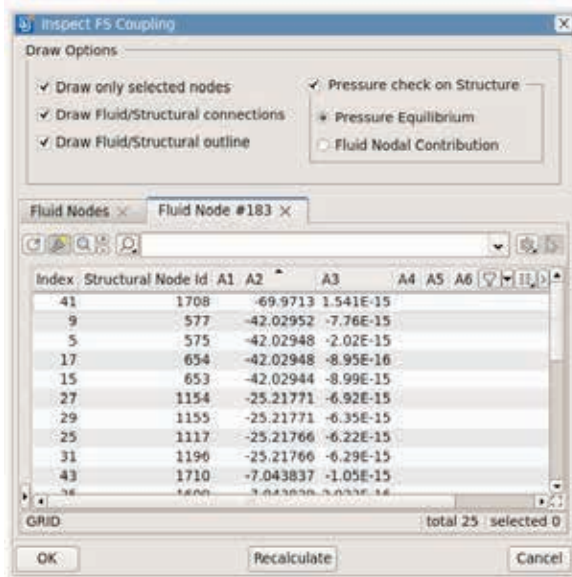 Inspect FS Coupling
Draw Options
Draw only selected nodes
Draw Fluid/Structural connections
Draw Fluid/Structural outline
Pressure check on Structure
Pressure Equilibrium
Fluid Nodal Contribution
Fluid Nodes Fluid Node #183
Index Structural Node Id A1 A2 A3 A4 A5 A6
41 1708 -69.9713 1.541E-15
9 577 -42.02952 -7.76E-15
5 575 -42.02948 -2.02E-15
17 654 -42.02948 -8.95E-16
15 653 -42.02944 -8.99E-15
27 1154 -25.21771 -6.92E-15
29 1155 -25.21771 -6.35E-15
25 1117 -25.21766 -6.22E-15
31 1196 -25.21766 -6.29E-15
43 1710 -7.043837 -1.05E-15
GRID total 25 selected 0
OK Recalculate Cancel